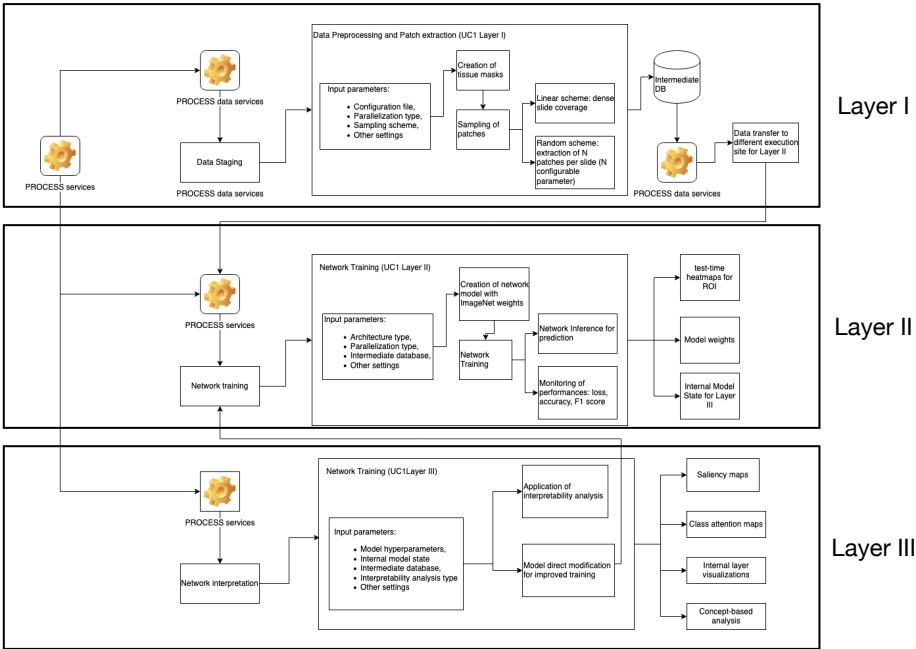 Data Preprocessing and Patch extraction (UC1 Layer I)
PROCESS data services
Input parameters:
• Configuration file,
• Parallelization type,
• Sampling scheme,
• Other settings
Creation of
tissue masks
Sampling of
patches
Linear scheme: dense
slide coverage
Random scheme:
extraction of N
patches per slide (N
configurable
parameter)
Intermediate
DB
Data transfer to
different execution
site for Layer II
PROCESS data services
Layer I
PROCESS services
Data Staging
PROCESS data services
Network Training (UC1 Layer II)
PROCESS services
Input parameters:
• Architecture type,
• Parallelization type,
• Intermediate database,
• Other settings
Creation of network
model with
ImageNet weights
Network
Training
Network Inference for
prediction
Monitoring of
performances: loss,
accuracy, F1 score
test-time
heatmaps for
ROI
Model weights
Internal Model
State for Layer
III
Layer II
Network training
Network Training (UC1Layer III)
PROCESS services
Input parameters:
• Model hyperparameters,
• Internal model state
• Intermediate database,
• Interpretability analysis type
• Other settings
Application of
interpretability analysis
Model direct modification
for improved training
Saliency maps
Class attention maps
Internal layer
visualizations
Concept-based
analysis
Layer III
Network interpretation